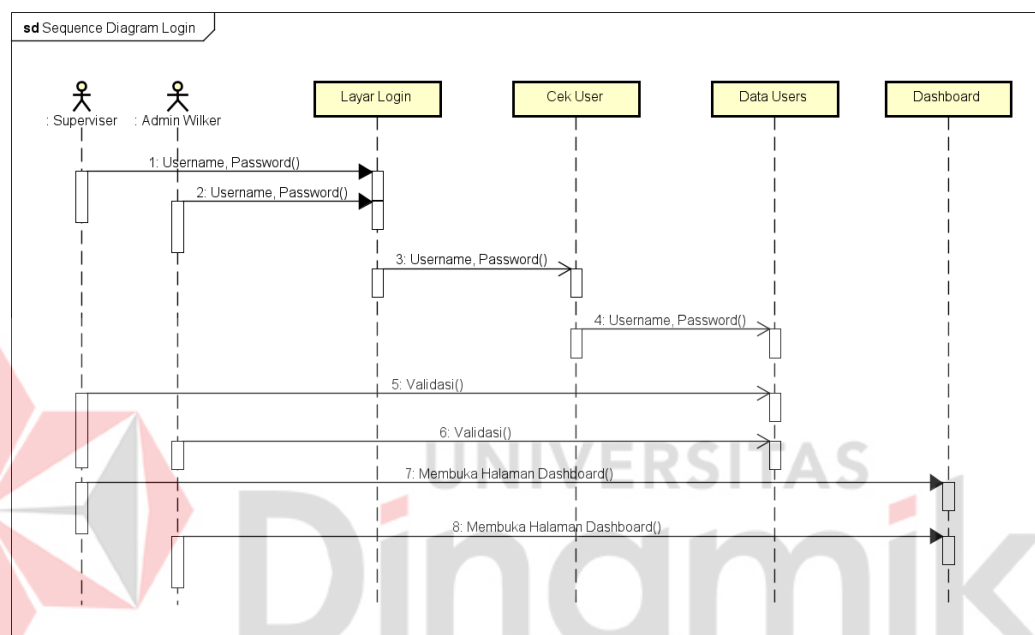 sd Sequence Diagram Login
: Superviser
: Admin Wilker
Layar Login
Cek User
Data Users
Dashboard
1: Username, Password()
2: Username, Password()
3: Username, Password()
4: Username, Password()
5: Validasi()
6: Validasi()
7: Membuka Halaman Dashboard()
8: Membuka Halaman Dashboard()
UNIVERSITAS
Dinamik